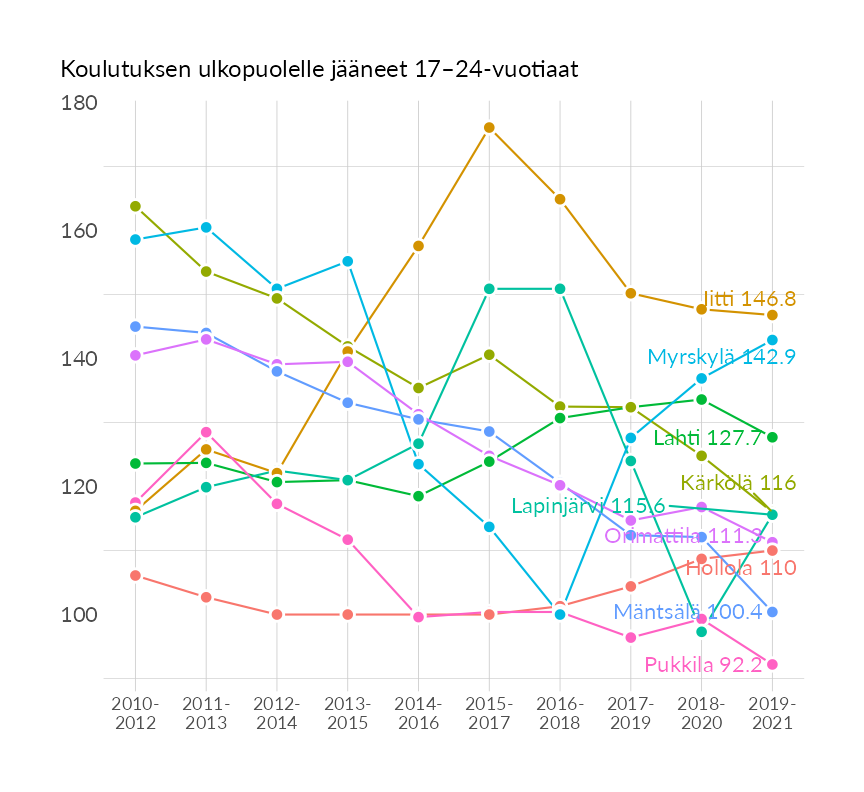 Koulutuksen ulkopuolelle jääneet 17–24-vuotiaat
180
160
140
120
100
Iitti 146.8
Myrskylä 142.9
Lahti 127.7
Kärkölä 116
Lapinjärvi 115.6
Orimattila 111.3
Hollola 110
Mäntsälä 100.4
Pukkila 92.2
2010- 2011- 2012- 2013- 2014- 2015- 2016- 2017- 2018- 2019-
2012 2013 2014 2015 2016 2017 2018 2019 2020 2021